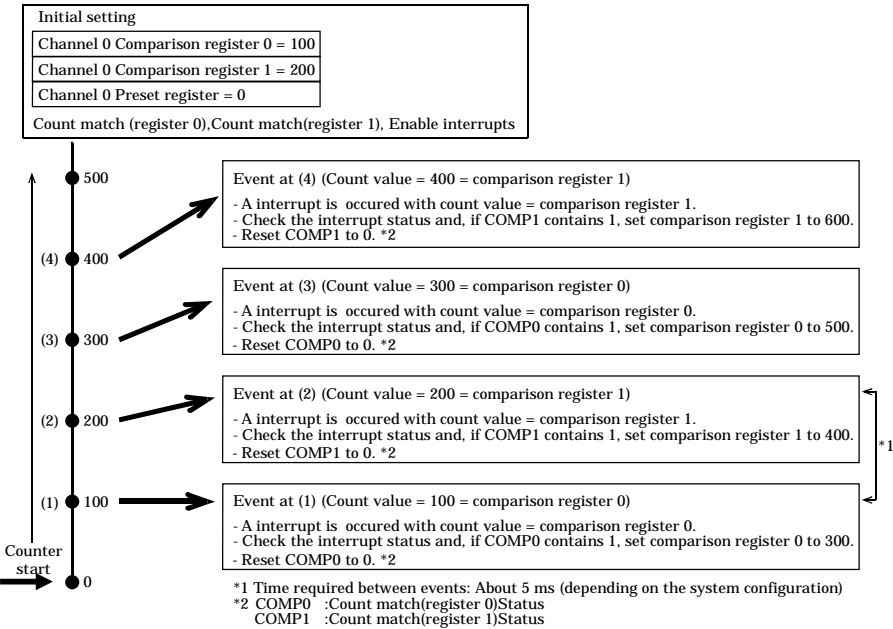 Initial setting
Channel 0 Comparison register 0 = 100
Channel 0 Comparison register 1 = 200
Channel 0 Preset register = 0
Count match (register 0),Count match(register 1), Enable interrupts
500
Event at (4) (Count value = 400 = comparison register 1)
- A interrupt is occured with count value = comparison register 1.
- Check the interrupt status and, if COMP1 contains 1, set comparison register 1 to 600.
- Reset COMP1 to 0. *2
(4) 400
Event at (3) (Count value = 300 = comparison register 0)
- A interrupt is occured with count value = comparison register 0.
- Check the interrupt status and, if COMP0 contains 1, set comparison register 0 to 500.
- Reset COMP0 to 0. *2
(3) 300
Event at (2) (Count value = 200 = comparison register 1)
- A interrupt is occured with count value = comparison register 1.
- Check the interrupt status and, if COMP1 contains 1, set comparison register 1 to 400.
- Reset COMP1 to 0. *2
(2) 200
*1
Event at (1) (Count value = 100 = comparison register 0)
- A interrupt is occured with count value = comparison register 0.
- Check the interrupt status and, if COMP0 contains 1, set comparison register 0 to 300.
- Reset COMP0 to 0. *2
(1) 100
Counter
start
0
*1 Time required between events: About 5 ms (depending on the system configuration)
*2 COMP0 :Count match(register 0)Status
COMP1 :Count match(register 1)Status